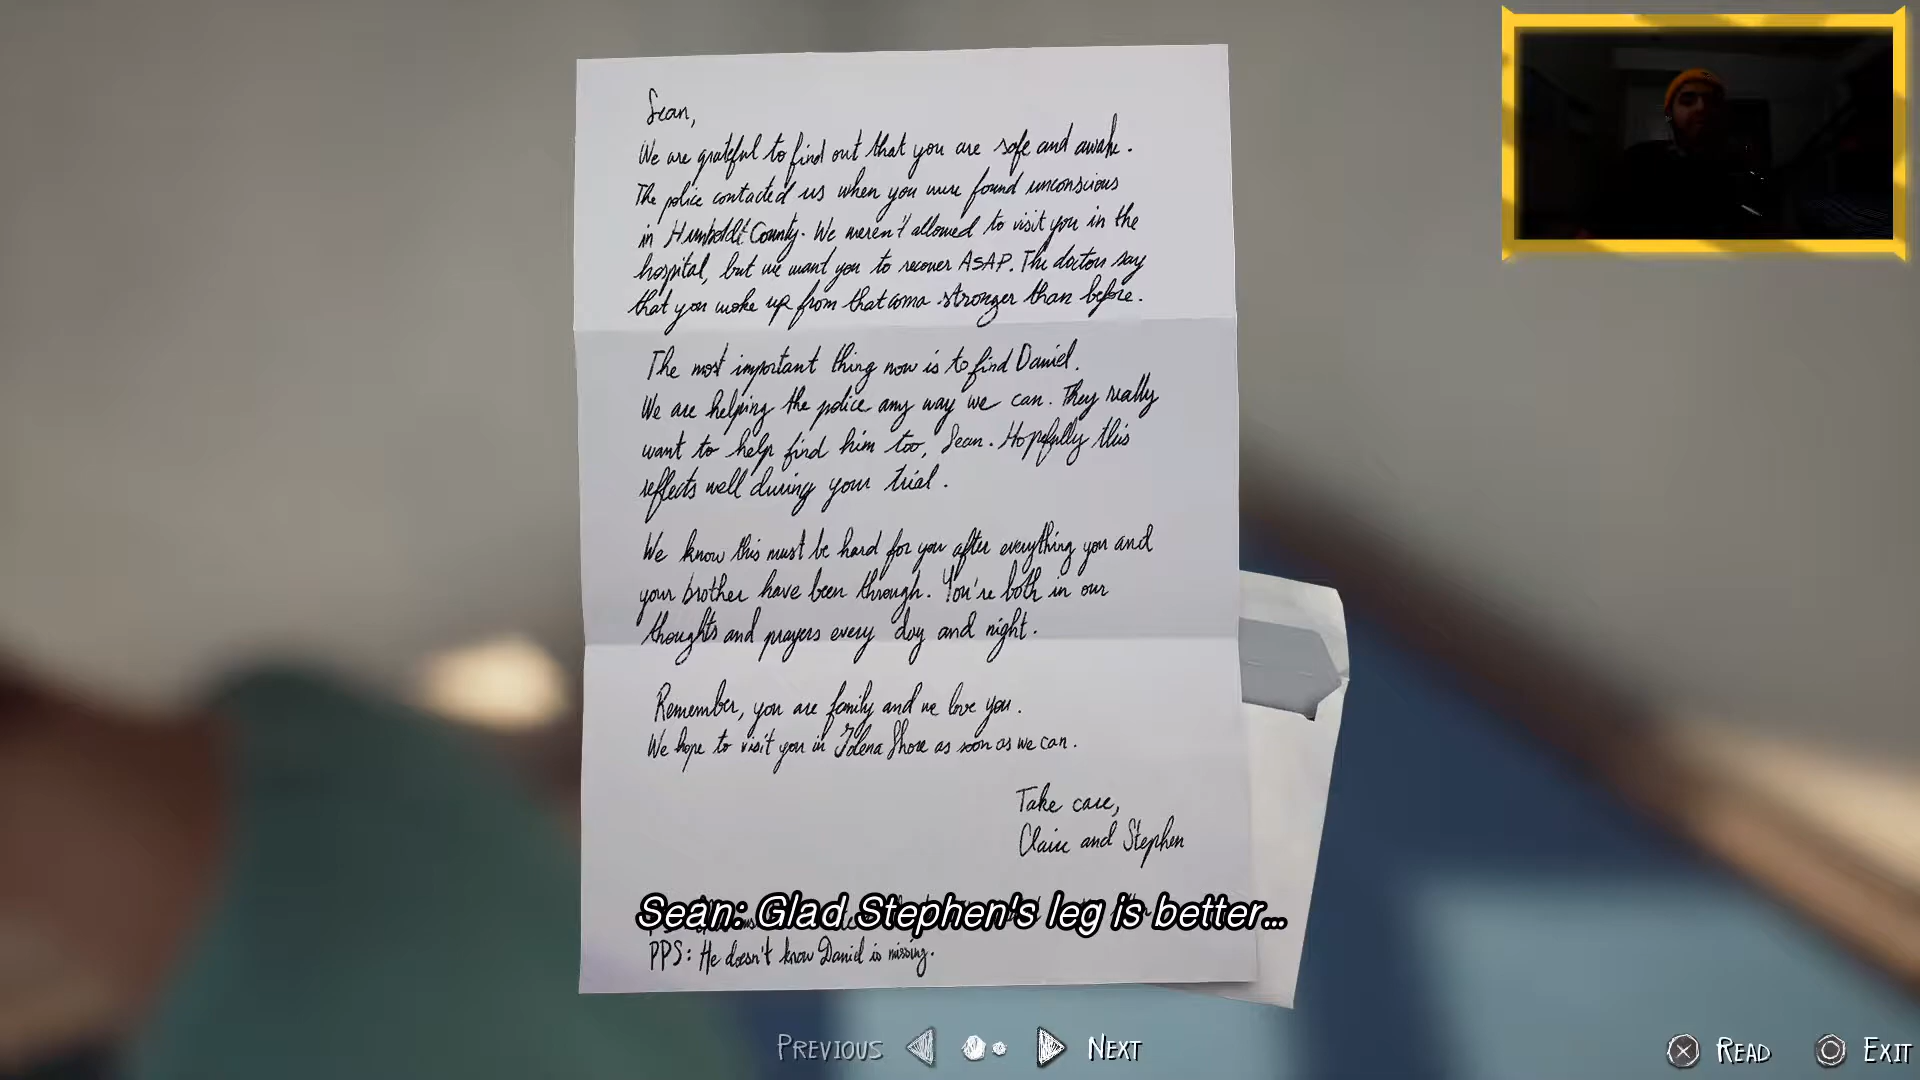 Sean,
We are grateful to find out that you are safe and awake.
The police contacted us when you were found unconscious
in Humboldt County. We weren't allowed to visit you in the
hospital, but we want you to recover ASAP. The doctors say
that you woke up from that coma stronger than before.
The most important thing now is to find Daniel.
We are helping the police any way we can. They really
want to help find him too, Sean. Hopefully this
reflects well during your trial.
We know this must be hard for you after everything you and
your brother have been through. You're both in our
thoughts and prayers every day and night.
Remember, you are family and we love you.
We hope to visit you in Idena Shore as soon as we can.
Take care,
Claire and Stephen
Sean: Glad Stephen's leg is better...
PPS: He doesn't know Daniel is missing.
PREVIOUS NEXT
READ EXIT